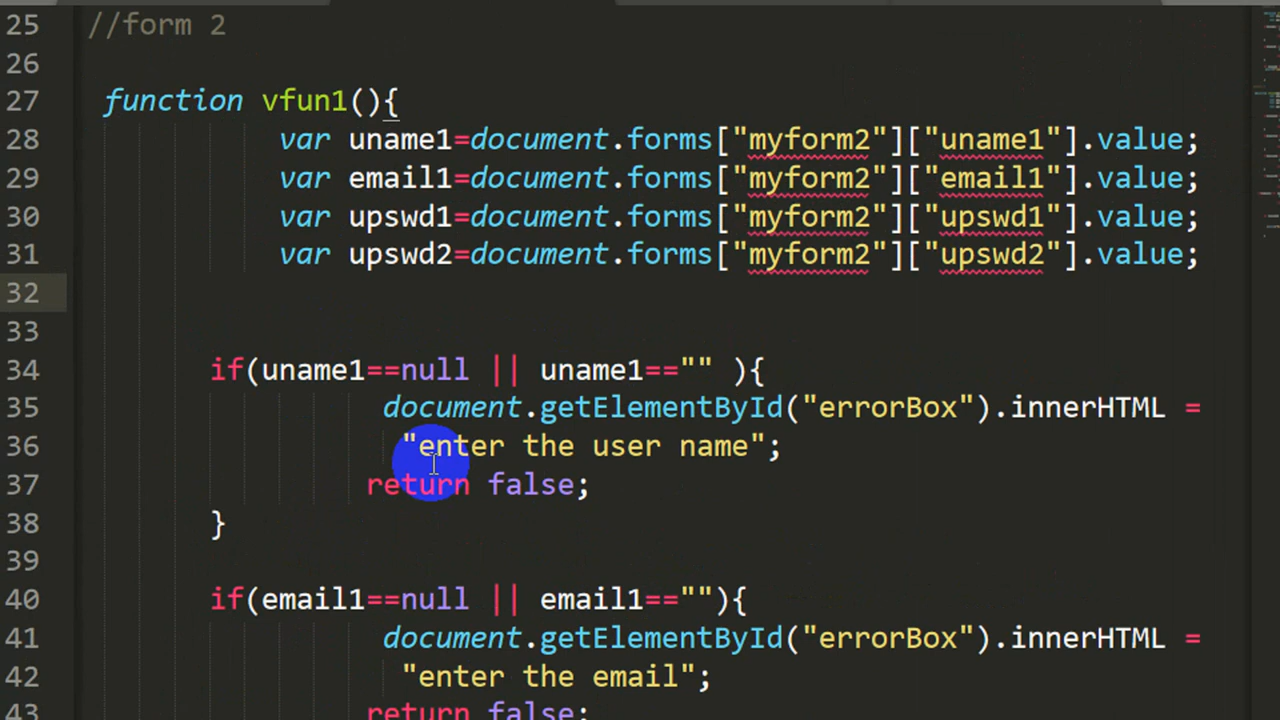 25 //form 2
26
27 function vfun1(){
28 var uname1=document.forms["myform2"]["uname1"].value;
29 var email1=document.forms["myform2"]["email1"].value;
30 var upswd1=document.forms["myform2"]["upswd1"].value;
31 var upswd2=document.forms["myform2"]["upswd2"].value;
32
33
34 if(uname1==null || uname1=="" ){
35 document.getElementById("errorBox").innerHTML =
36 "enter the user name";
37 return false;
38 }
39
40 if(email1==null || email1==""){
41 document.getElementById("errorBox").innerHTML =
42 "enter the email";
43 return false;